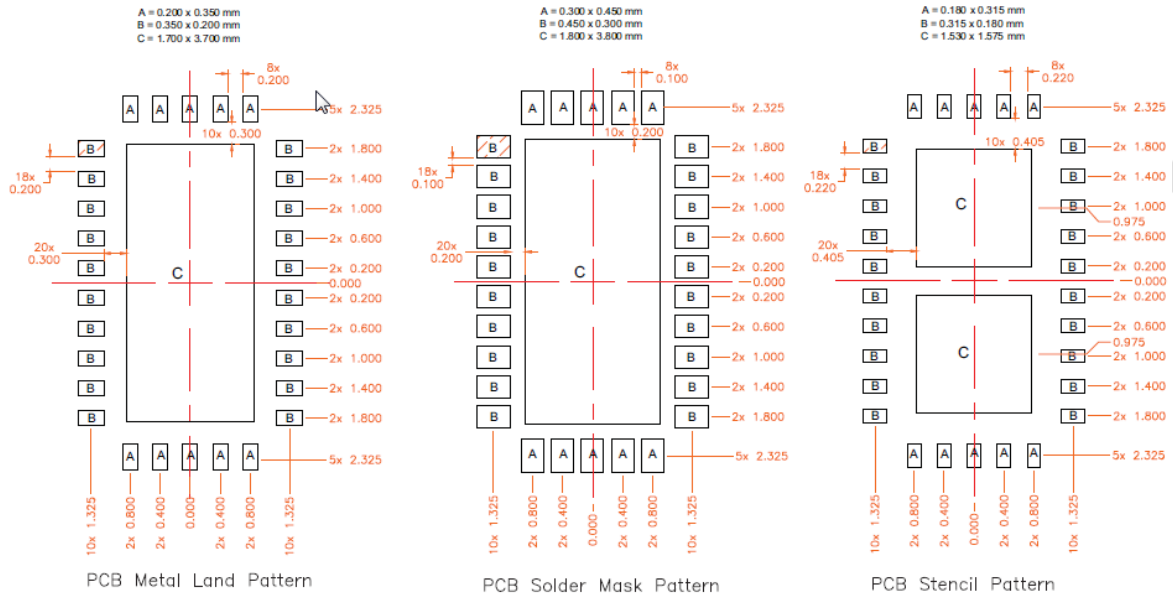 A = 0.200 x 0.350 mm
B = 0.350 x 0.200 mm
C = 1.700 x 3.700 mm
8x
0.200
A A A A A
5x 2.325
10x 0.300
B B 2x 1.800
18x
0.200
B B 2x 1.400
B B 2x 1.000
B B 2x 0.600
20x
0.300
B C B 2x 0.200
0.000
B B 2x 0.200
B B 2x 0.600
B B 2x 1.000
B B 2x 1.400
B B 2x 1.800
A A A A A
5x 2.325
10x 1.325
2x 0.800
2x 0.400
0.000
2x 0.400
2x 0.800
10x 1.325
PCB Metal Land Pattern
A = 0.300 x 0.450 mm
B = 0.450 x 0.300 mm
C = 1.800 x 3.800 mm
8x
0.100
A A A A A
5x 2.325
10x 0.200
B B 2x 1.800
18x
0.100
B B 2x 1.400
B B 2x 1.000
B B 2x 0.600
20x
0.200
B C B 2x 0.200
0.000
B B 2x 0.200
B B 2x 0.600
B B 2x 1.000
B B 2x 1.400
B B 2x 1.800
A A A A A
5x 2.325
10x 1.325
2x 0.800
2x 0.400
0.000
2x 0.400
2x 0.800
10x 1.325
PCB Solder Mask Pattern
A = 0.180 x 0.315 mm
B = 0.315 x 0.180 mm
C = 1.530 x 1.575 mm
8x
0.220
A A A A A
5x 2.325
10x 0.405
B B 2x 1.800
18x
0.220
B B 2x 1.400
B C B 2x 1.000
0.975
B B 2x 0.600
20x
0.405
B B 2x 0.200
0.000
B B 2x 0.200
B B 2x 0.600
0.975
B C B 2x 1.000
B B 2x 1.400
B B 2x 1.800
A A A A A
5x 2.325
10x 1.325
2x 0.800
2x 0.400
0.000
2x 0.400
2x 0.800
10x 1.325
PCB Stencil Pattern